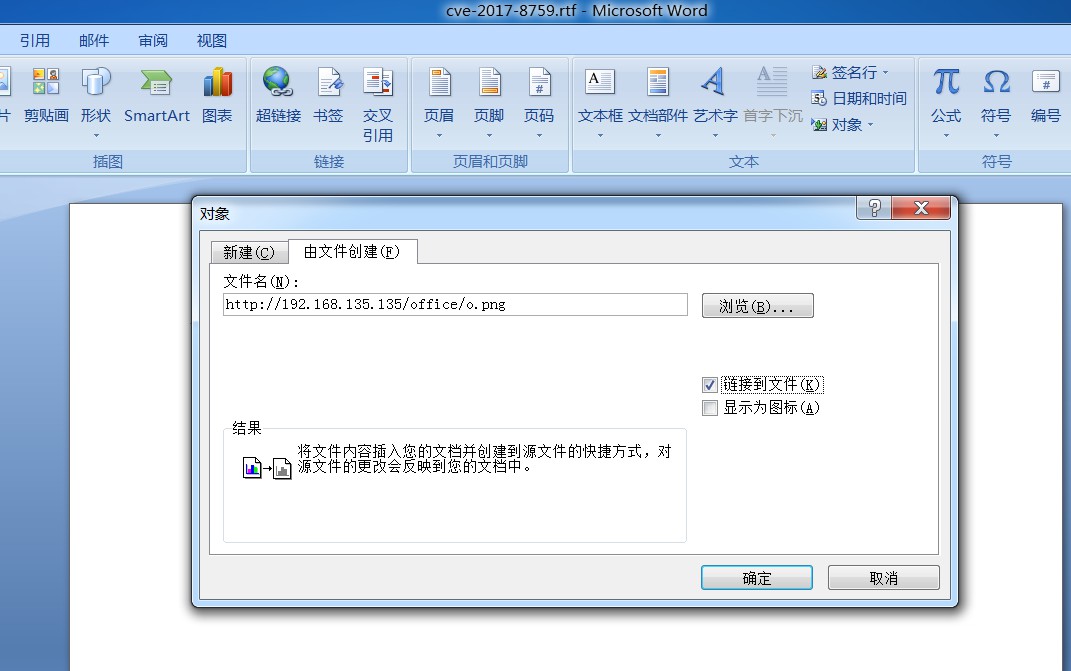 cve-2017-8759.rtf - Microsoft Word
引用 邮件 审阅 视图
片 剪贴画 形状 SmartArt 图表 超链接 书签 交叉引用 页眉 页脚 页码 文本框 文档部件 艺术字 首字下沉 签名行 日期和时间 对象 公式 符号 编号
插图 链接 页眉和页脚 文本 符号
对象
新建(C) 由文件创建(F)
文件名(N):
http://192.168.135.135/office/o.png 浏览(B)...
链接到文件(K)
显示为图标(A)
结果
将文件内容插入您的文档并创建到源文件的快捷方式，对
源文件的更改会反映到您的文档中。
确定 取消